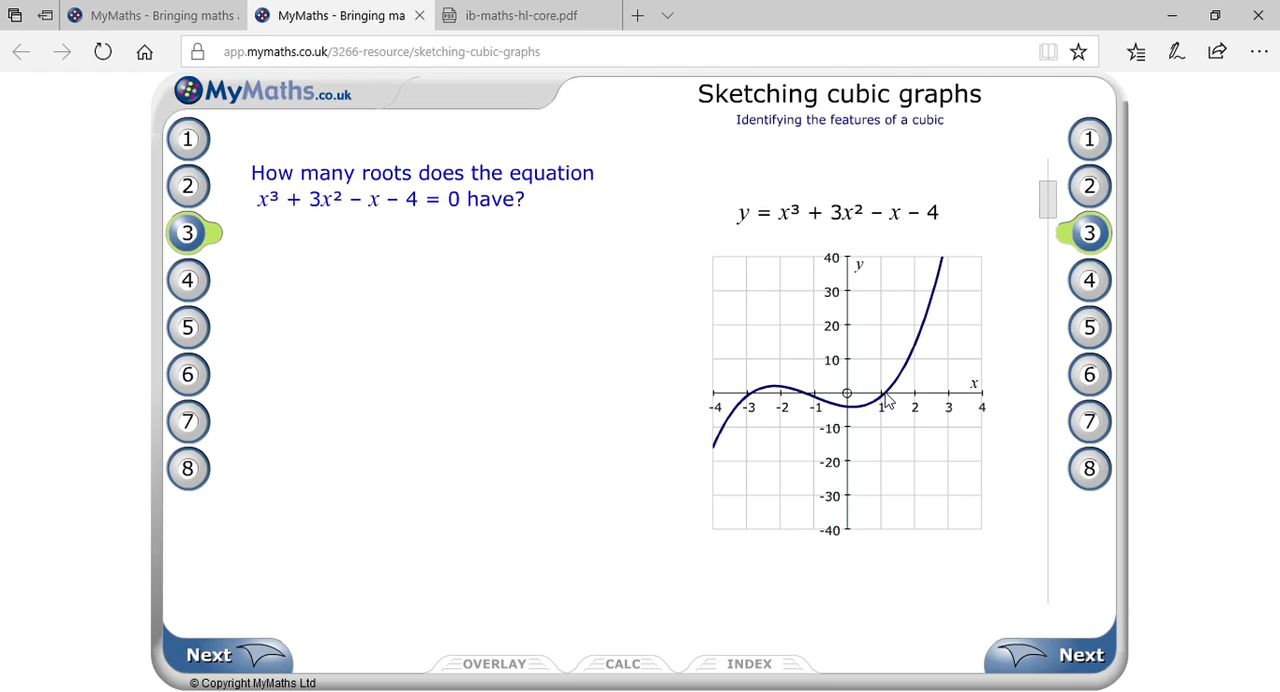 MyMaths - Bringing maths
MyMaths - Bringing ma
ib-maths-hl-core.pdf
app.mymaths.co.uk/3266-resource/sketching-cubic-graphs
MyMaths.co.uk
Sketching cubic graphs
Identifying the features of a cubic
1
2
3
4
5
6
7
8
How many roots does the equation
x³ + 3x² − x − 4 = 0 have?
y = x³ + 3x² − x − 4
40
y
30
20
10
x
-4 -3 -2 -1 1 2 3 4
-10
-20
-30
-40
1
2
3
4
5
6
7
8
Next
OVERLAY
CALC
INDEX
Next
© Copyright MyMaths Ltd